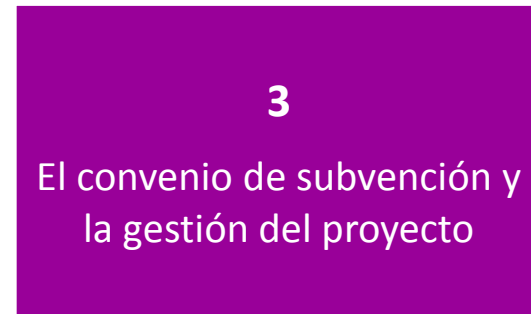 3
El convenio de subvención y
la gestión del proyecto